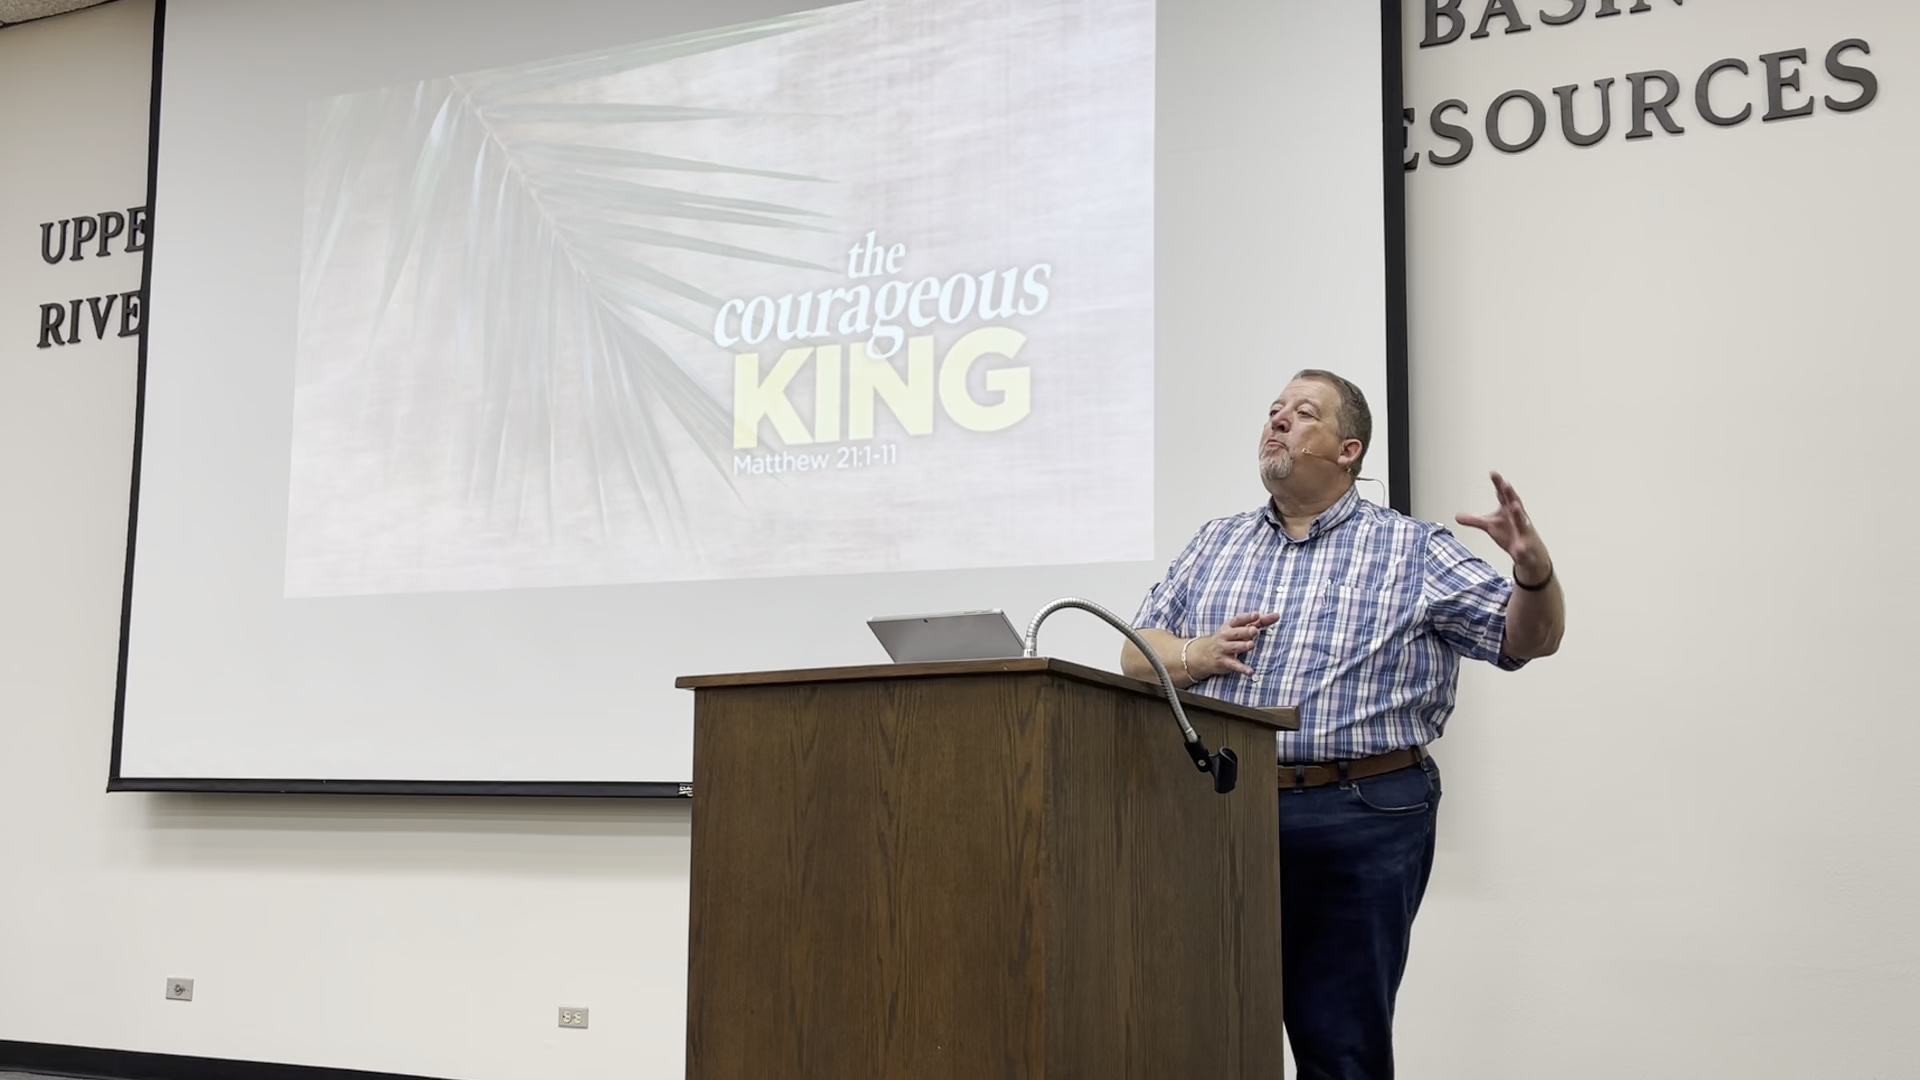 UPPE
RIVE
the
courageous
KING
Matthew 21:1-11
BASIN
ESOURCES